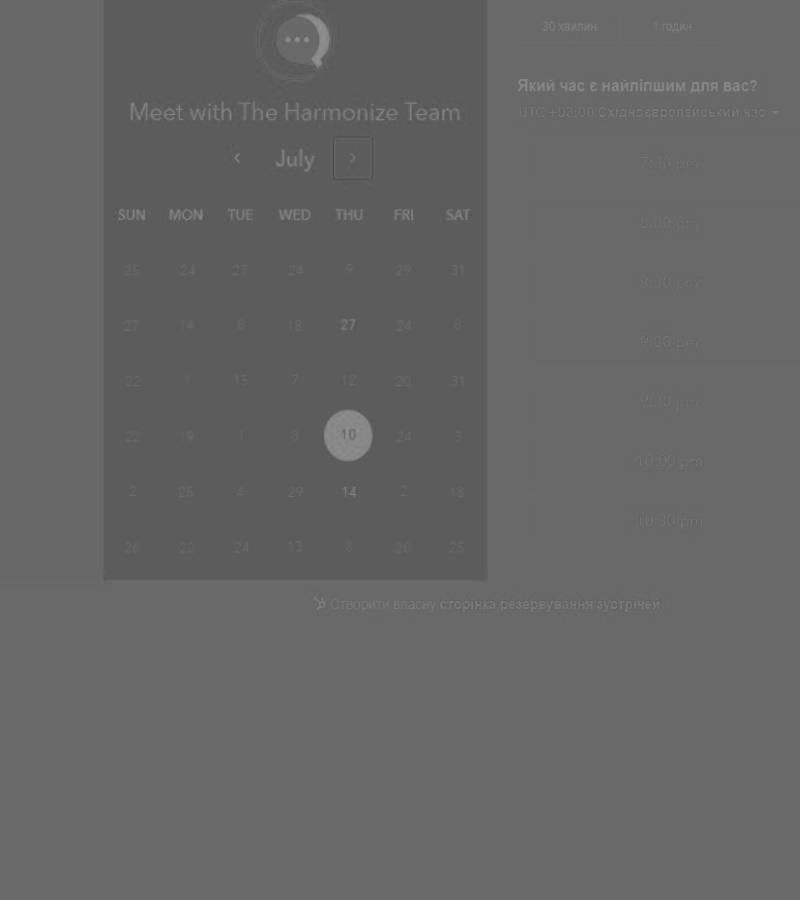 30 хвилин 1 годин
Meet with The Harmonize Team
Який час є найліпшим для вас?
UTC +03:00 Східноєвропейський час
July
7:30 pm
SUN MON TUE WED THU FRI SAT
8:00 pm
25 24 27 24 9 29 31
8:30 pm
27 14 6 18 27 24 8
9:00 pm
22 1 15 7 12 20 31
9:30 pm
22 19 1 8 10 24 3
10:00 pm
2 25 4 29 14 2 18
10:30 pm
26 22 24 13 8 20 25
Створити власну сторінка резервування зустрічей